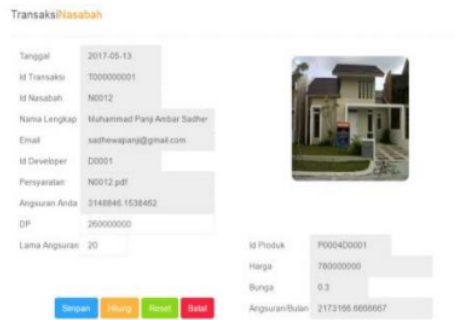 TransaksiNasabah
Tanggal 2017-05-13
Id Transaksi T000000001
Id Nasabah N0012
Nama Lengkap Muhammad Panji Ambar Sadhe
Email sadhewapanji@gmail.com
Id Developer D0001
Persyaratan N0012.pdf
Angsuran Anda 3148846.1538462
DP 260000000
Lama Angsuran 20
Simpan Hitung Reset Batal
Id Produk P0004D0001
Harga 780000000
Bunga 0.3
Angsuran/Bulan 2173166.6666667